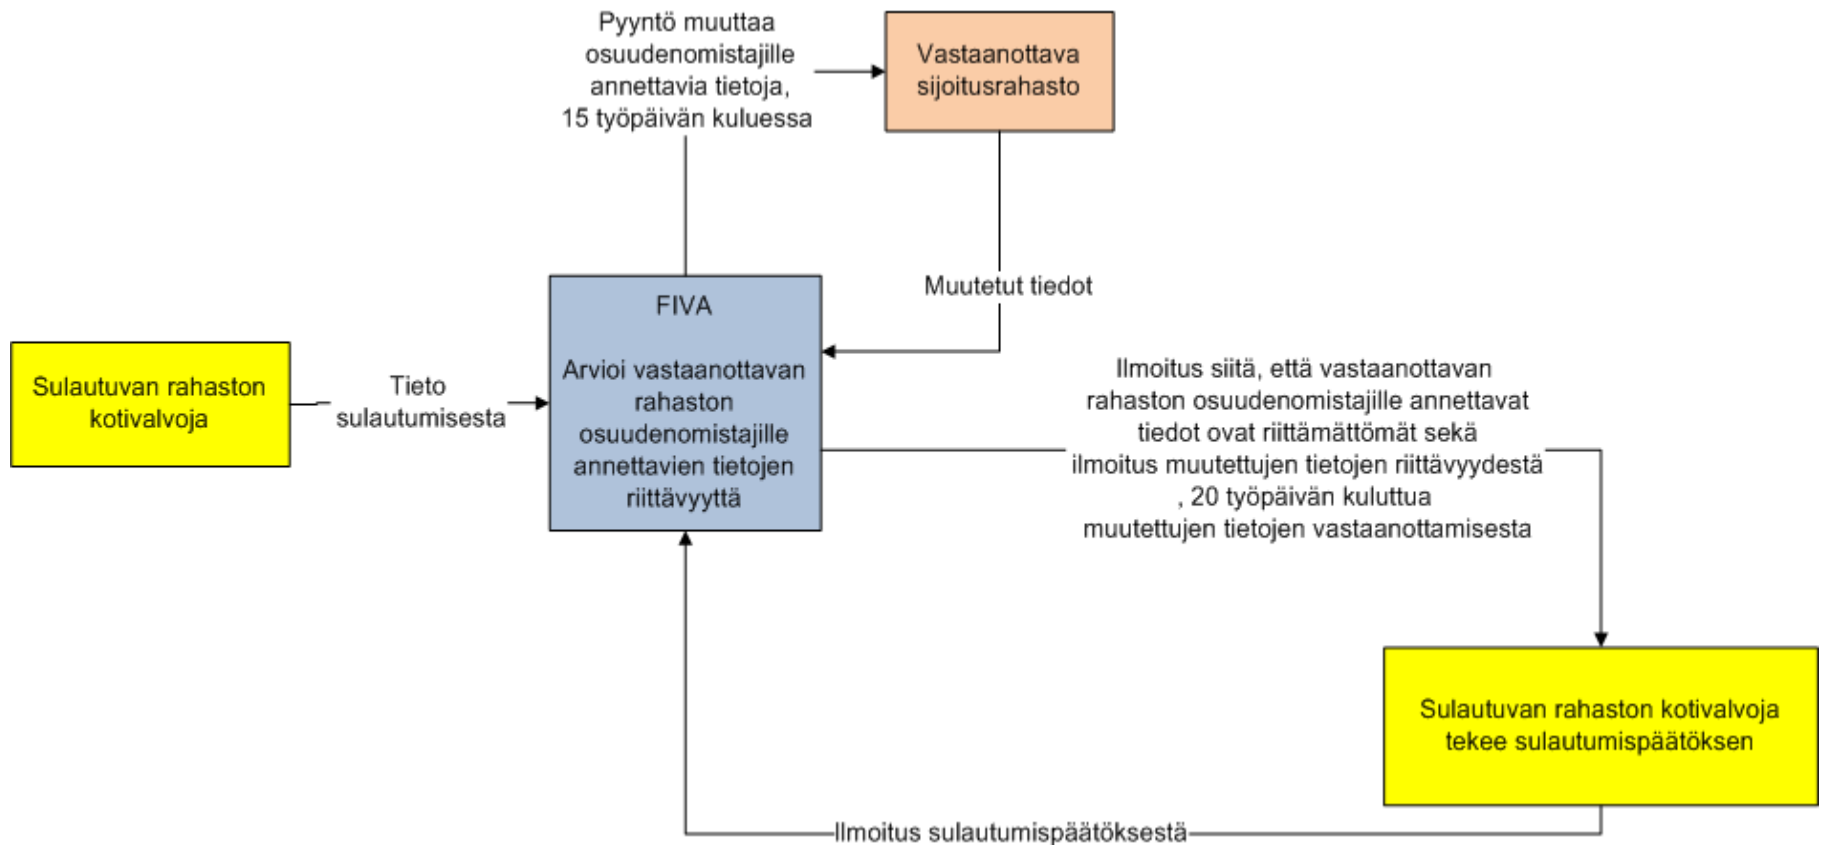 Pyyntö muuttaa
osuudenomistajille
annettavia tietoja,
15 työpäivän kuluessa
Vastaanottava
sijoitusrahasto
Muutetut tiedot
Sulautuvan rahaston
kotivalvoja
Tieto
sulautumisesta
FIVA
Arvioi vastaanottavan
rahaston
osuudenomistajille
annettavien tietojen
riittävyyttä
Ilmoitus siitä, että vastaanottavan
rahaston osuudenomistajille annettavat
tiedot ovat riittämättömät sekä
ilmoitus muutettujen tietojen riittävyydestä
, 20 työpäivän kuluttua
muutettujen tietojen vastaanottamisesta
Sulautuvan rahaston kotivalvoja
tekee sulautumispäätöksen
Ilmoitus sulautumispäätöksestä